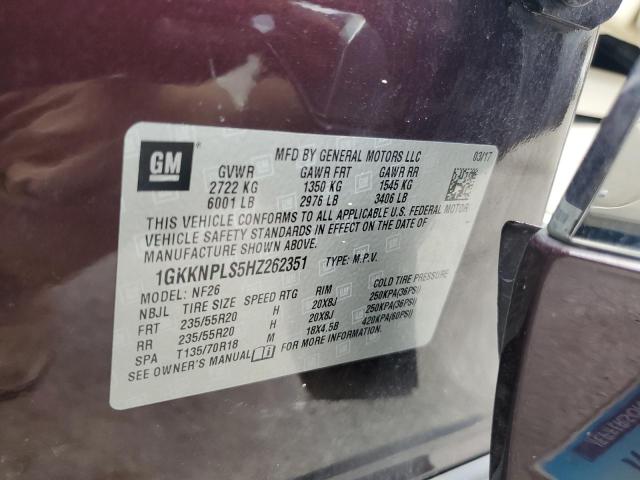 GM
MFD BY GENERAL MOTORS LLC
03/17
GVWR GAWR FRT GAWR RR
2722 KG 1350 KG 1545 KG
6001 LB 2976 LB 3406 LB
THIS VEHICLE CONFORMS TO ALL APPLICABLE U.S. FEDERAL MOTOR
VEHICLE SAFETY STANDARDS IN EFFECT ON THE DATE OF
MANUFACTURE SHOWN ABOVE.
1GKKNPLS5HZ262351 TYPE: M.P.V.
MODEL: NF26
NBJL TIRE SIZE SPEED RTG RIM COLD TIRE PRESSURE
FRT 235/55R20 H 20X8J 250KPA(36PSI)
RR 235/55R20 H 20X8J 250KPA(36PSI)
SPA T135/70R18 M 18X4.5B 420KPA(60PSI)
SEE OWNER'S MANUAL FOR MORE INFORMATION.